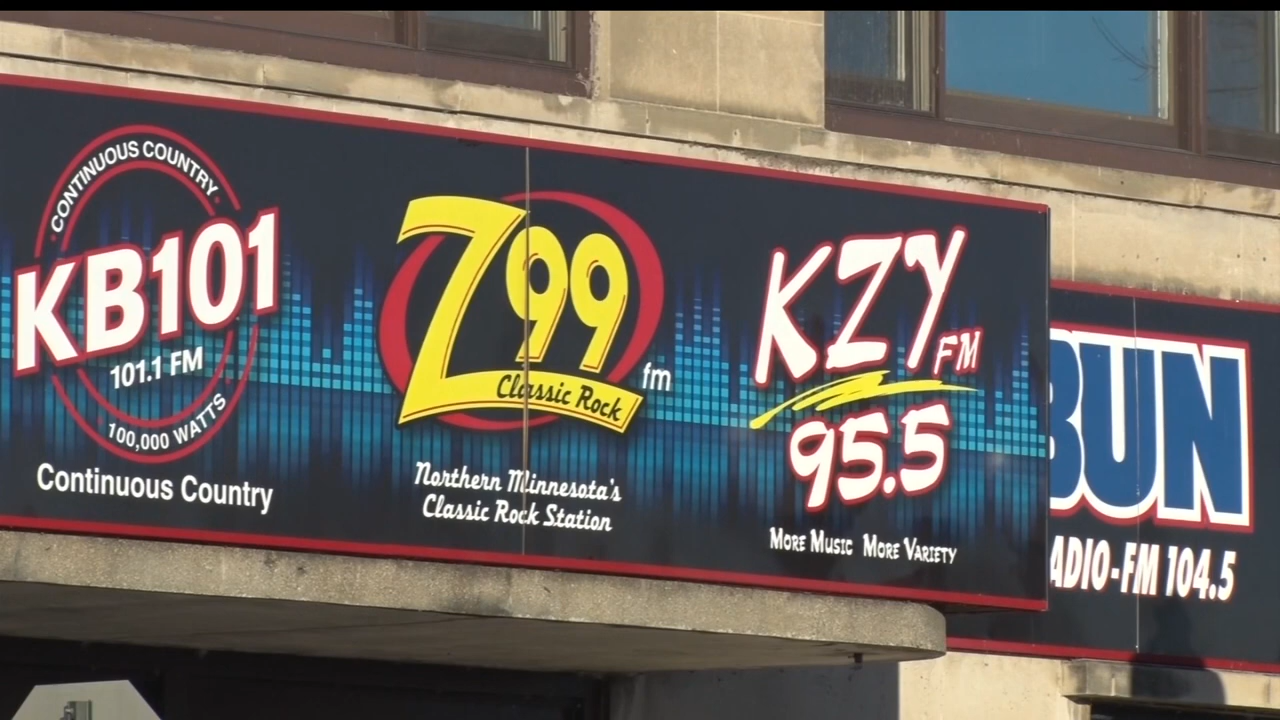 CONTINUOUS COUNTRY
KB101
101.1 FM
100,000 WATTS
Continuous Country
Z99
fm
Classic Rock
Northern Minnesota's
Classic Rock Station
KZY
FM
95.5
MORE MUSIC MORE VARIETY
BUN
ADIO-FM 104.5